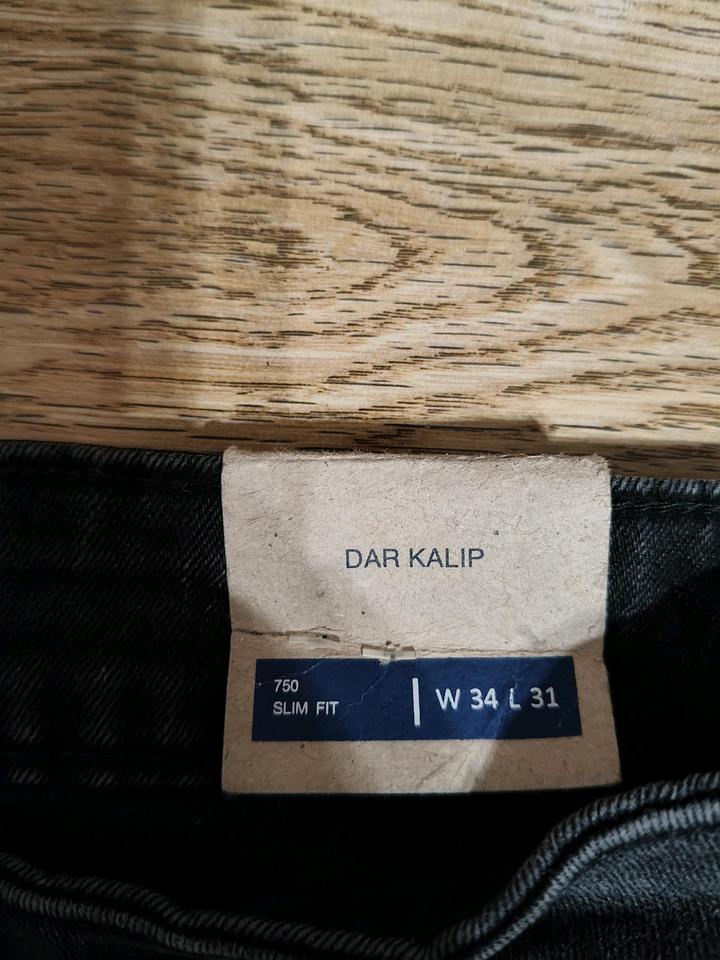 DAR KALIP
750
SLIM FIT
W 34 L 31